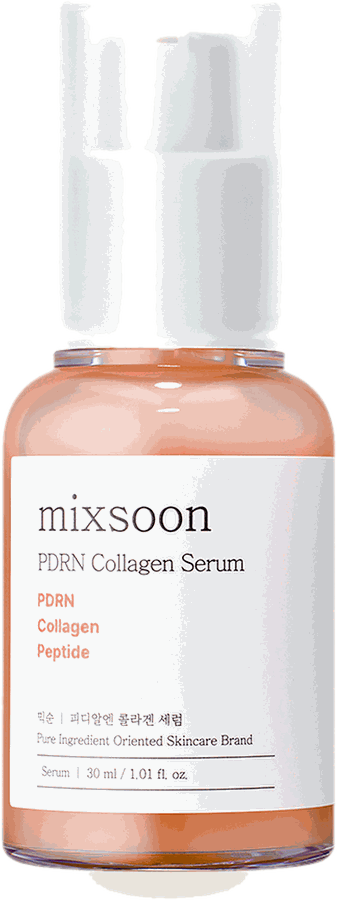 mixsoon
PDRN Collagen Serum
PDRN
Collagen
Peptide
믹순 | 피디알엔 콜라겐 세럼
Pure Ingredient Oriented Skincare Brand
Serum | 30 ml / 1.01 fl. oz.